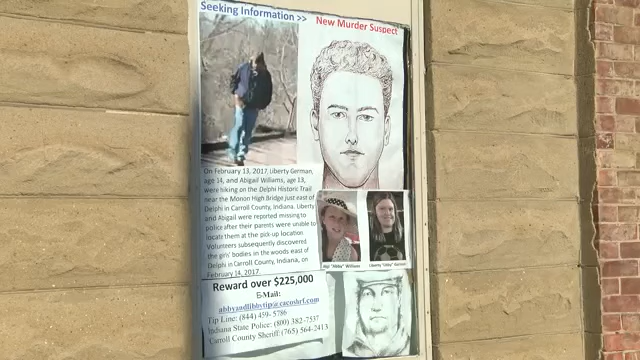 Seeking Information >>
New Murder Suspect
On February 13, 2017, Liberty German,
age 14, and Abigail Williams, age 13,
were hiking on the Delphi Historic Trail
near the Monon High Bridge just east of
Delphi in Carroll County, Indiana. Liberty
and Abigail were reported missing to
police after their parents were unable to
locate them at the pick-up location
Volunteers subsequently discovered
the girls' bodies in the woods east of
Delphi in Carroll County, Indiana, on
February 14, 2017.
Abigail "Abby" Williams
Liberty "Libby" German
Reward over $225,000
E-Mail:
abbyandlibbytip@cacoshrf.com
Tip Line: (844) 459- 5786
Indiana State Police: (800) 382-7537
Carroll County Sheriff: (765) 564-2413